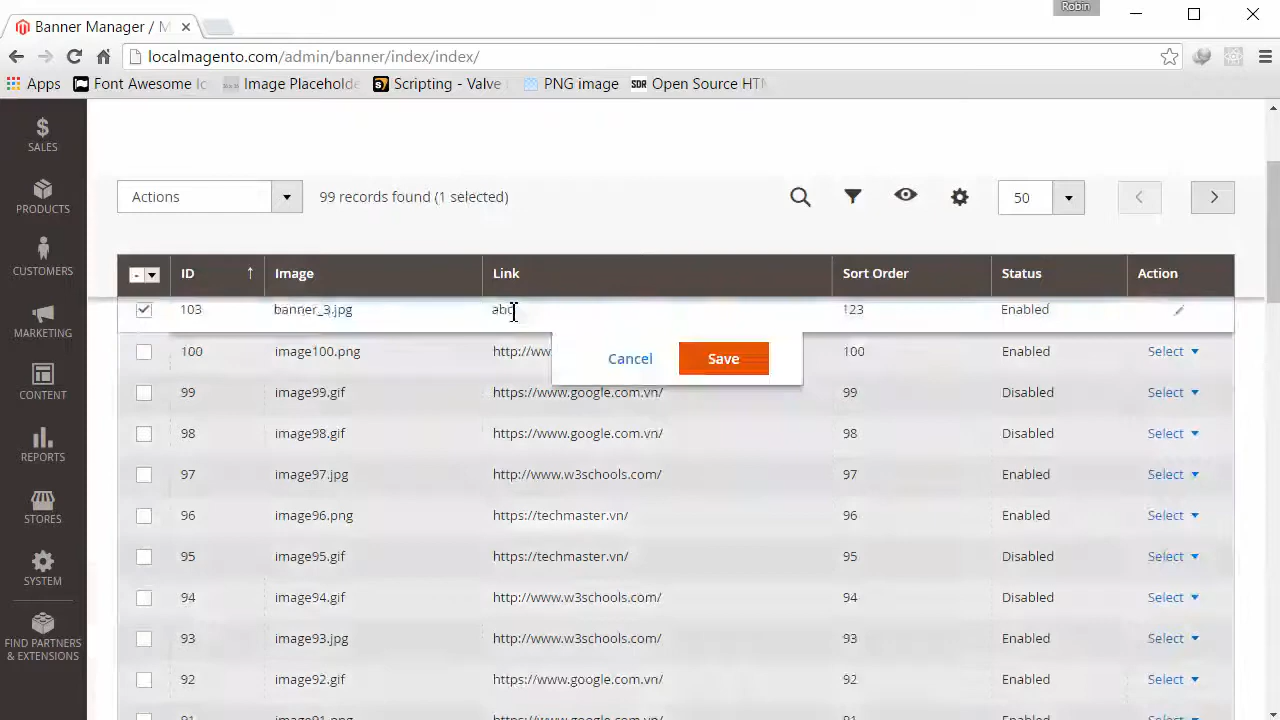 Robin
Banner Manager / M
localmagento.com/admin/banner/index/index/
Apps Font Awesome Ic Image Placeholde Scripting - Valve PNG image SDR Open Source HTM
$ SALES
PRODUCTS
CUSTOMERS
MARKETING
CONTENT
REPORTS
STORES
SYSTEM
FIND PARTNERS
& EXTENSIONS
Actions 99 records found (1 selected) 50
- ID ↑ Image Link Sort Order Status Action
103 banner_3.jpg abc 123 Enabled
Cancel Save
100 image100.png http://ww 100 Enabled Select
99 image99.gif https://www.google.com.vn/ 99 Disabled Select
98 image98.gif https://www.google.com.vn/ 98 Disabled Select
97 image97.jpg http://www.w3schools.com/ 97 Enabled Select
96 image96.png https://techmaster.vn/ 96 Enabled Select
95 image95.gif https://techmaster.vn/ 95 Disabled Select
94 image94.gif http://www.w3schools.com/ 94 Disabled Select
93 image93.jpg http://www.w3schools.com/ 93 Enabled Select
92 image92.gif https://www.google.com.vn/ 92 Enabled Select